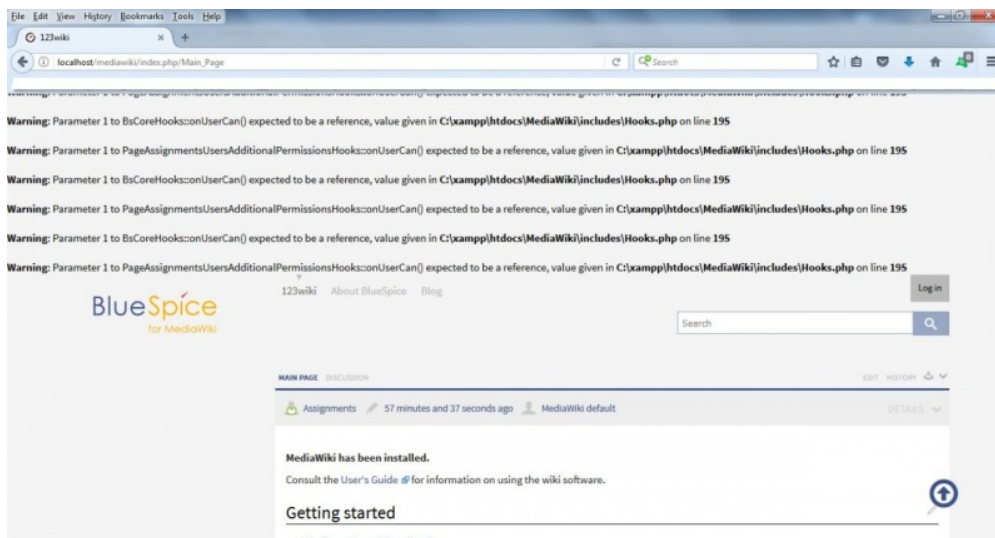 File Edit View History Bookmarks Tools Help
123wiki
localhost/mediawiki/index.php/Main_Page
Search
Warning: Parameter 1 to BsCoreHooks::onUserCan() expected to be a reference, value given in C:\xampp\htdocs\MediaWiki\includes\Hooks.php on line 195
Warning: Parameter 1 to PageAssignmentsUsersAdditionalPermissionsHooks::onUserCan() expected to be a reference, value given in C:\xampp\htdocs\MediaWiki\includes\Hooks.php on line 195
Warning: Parameter 1 to BsCoreHooks::onUserCan() expected to be a reference, value given in C:\xampp\htdocs\MediaWiki\includes\Hooks.php on line 195
Warning: Parameter 1 to PageAssignmentsUsersAdditionalPermissionsHooks::onUserCan() expected to be a reference, value given in C:\xampp\htdocs\MediaWiki\includes\Hooks.php on line 195
Warning: Parameter 1 to BsCoreHooks::onUserCan() expected to be a reference, value given in C:\xampp\htdocs\MediaWiki\includes\Hooks.php on line 195
Warning: Parameter 1 to PageAssignmentsUsersAdditionalPermissionsHooks::onUserCan() expected to be a reference, value given in C:\xampp\htdocs\MediaWiki\includes\Hooks.php on line 195
123wiki About BlueSpice Blog
Log in
BlueSpice
for MediaWiki
Search
MAIN PAGE DISCUSSION
EDIT HISTORY
Assignments 57 minutes and 37 seconds ago MediaWiki default
DETAILS
MediaWiki has been installed.
Consult the User's Guide for information on using the wiki software.
Getting started